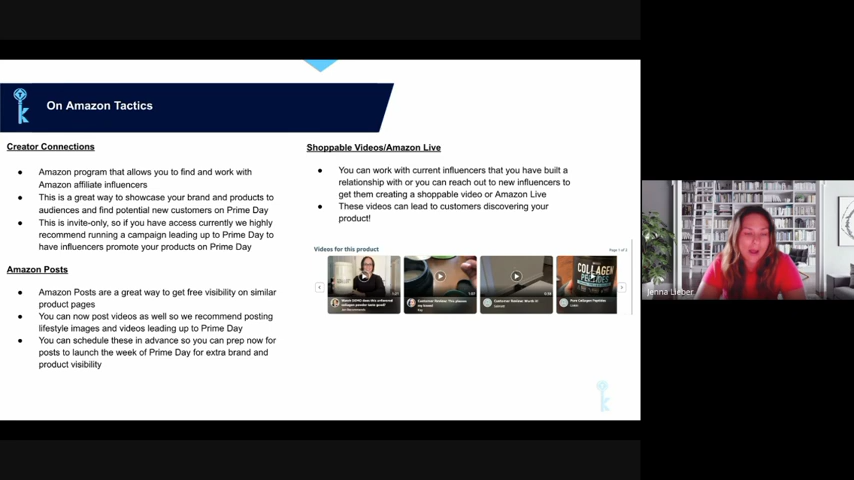 On Amazon Tactics
Creator Connections
● Amazon program that allows you to find and work with
Amazon affiliate influencers
● This is a great way to showcase your brand and products to
audiences and find potential new customers on Prime Day
● This is invite-only, so if you have access currently we highly
recommend running a campaign leading up to Prime Day to
have influencers promote your products on Prime Day
Amazon Posts
● Amazon Posts are a great way to get free visibility on similar
product pages
● You can now post videos as well so we recommend posting
lifestyle images and videos leading up to Prime Day
● You can schedule these in advance so you can prep now for
posts to launch the week of Prime Day for extra brand and
product visibility
Shoppable Videos/Amazon Live
● You can work with current influencers that you have built a
relationship with or you can reach out to new influencers to
get them creating a shoppable video or Amazon Live
● These videos can lead to customers discovering your
product!
Videos for this product
Page 1 of 2
COLLAGEN
PEPTIDES
Customer Review:
Customer Review:
Pure Collagen Peptides
Jenna Lieber